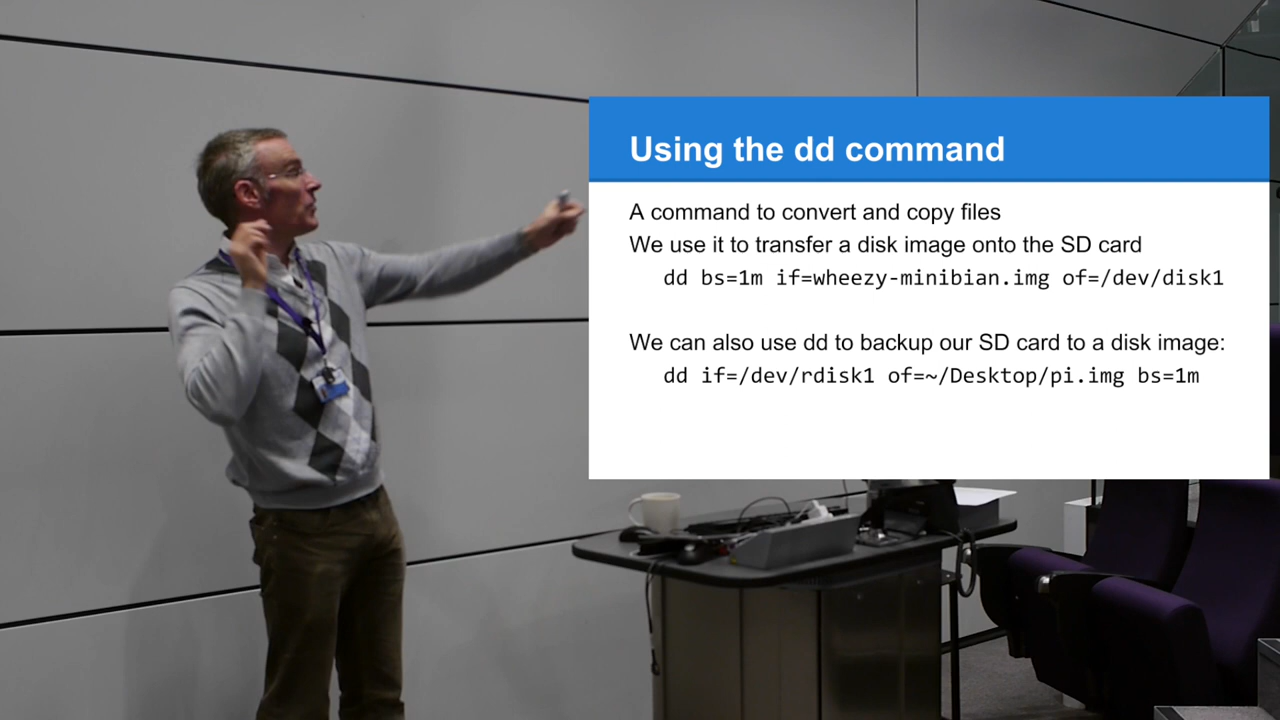 Using the dd command
A command to convert and copy files
We use it to transfer a disk image onto the SD card
dd bs=1m if=wheezy-minibian.img of=/dev/disk1
We can also use dd to backup our SD card to a disk image:
dd if=/dev/rdisk1 of=~/Desktop/pi.img bs=1m